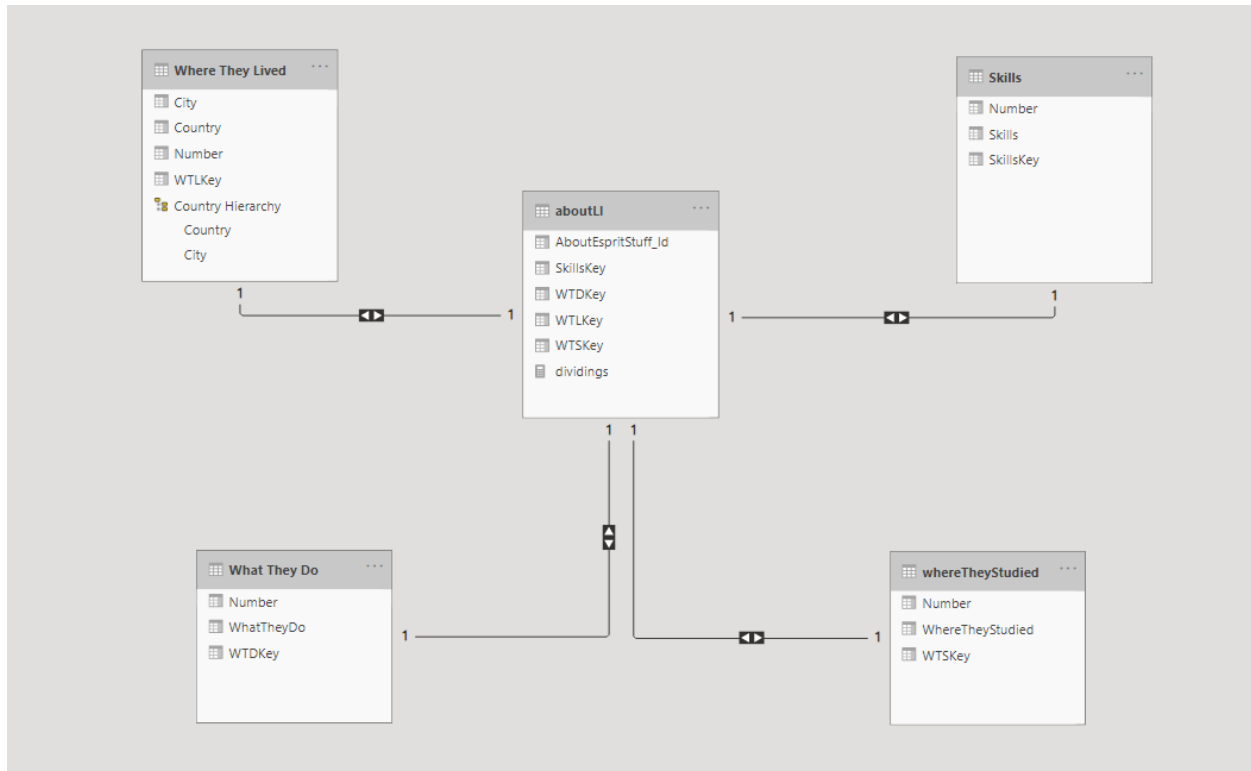 Where They Lived
City
Country
Number
WTLKey
Country Hierarchy
Country
City
1
1
Skills
Number
Skills
SkillsKey
1
1
aboutLI
AboutEspritStuff_Id
SkillsKey
WTDKey
WTLKey
WTSKey
dividings
1
1
What They Do
Number
WhatTheyDo
WTDKey
1
whereTheyStudied
Number
WhereTheyStudied
WTSKey
1